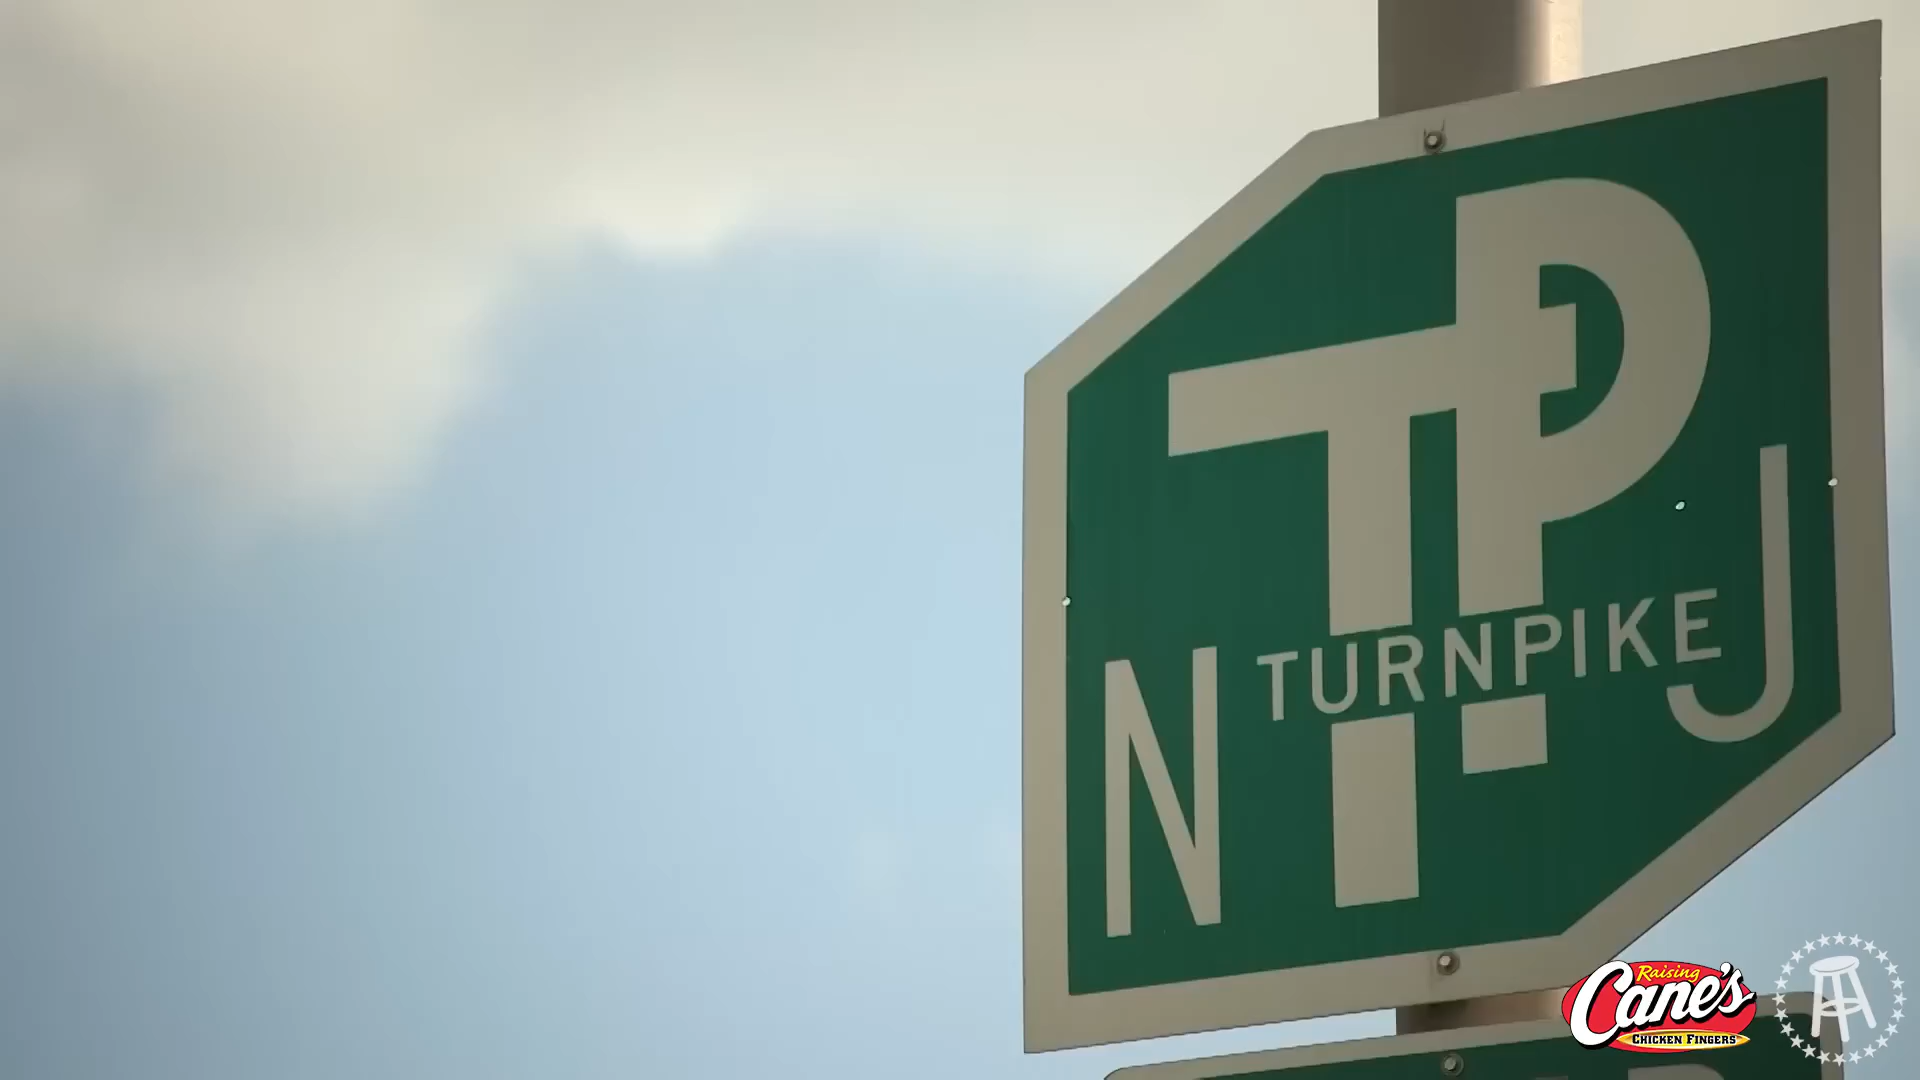 TP
N TURNPIKE J
Raising
Cane's
CHICKEN FINGERS